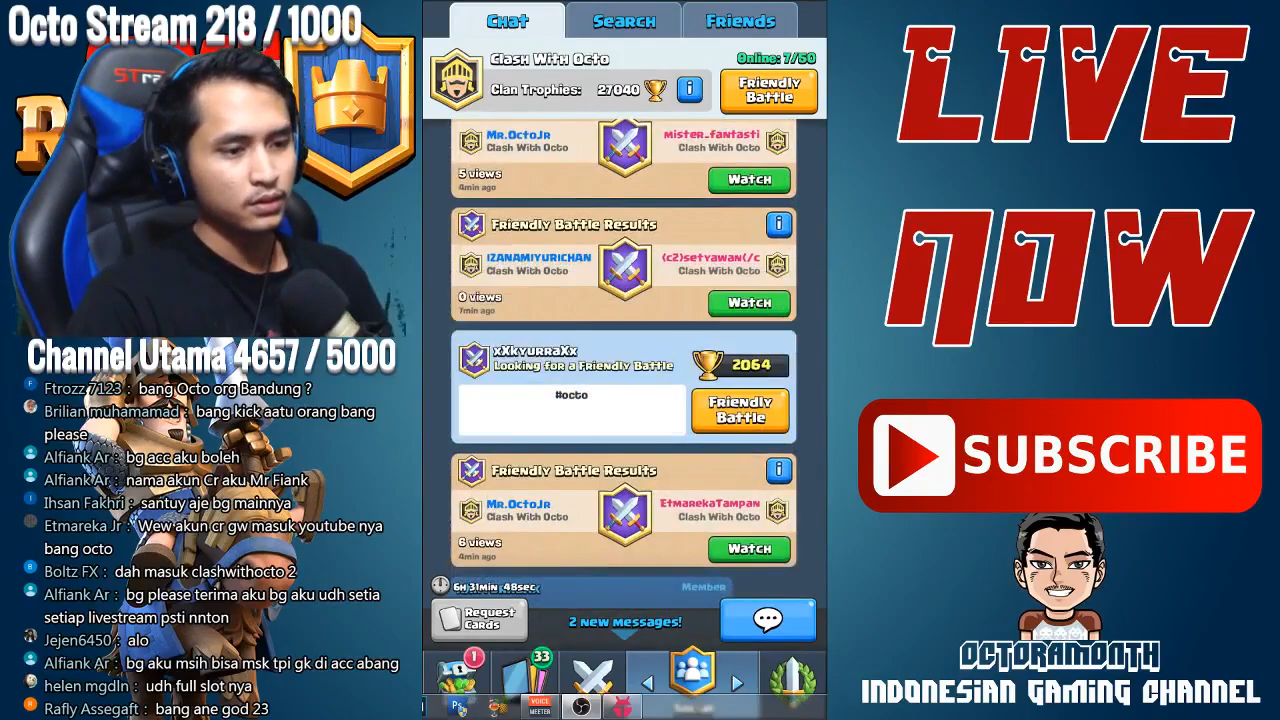 Octo Stream 218 / 1000
Channel Utama 4657 / 5000
Ftrozz 7123 : bang Octo org Bandung ?
Brilian muhamamad : bang kick aatu orang bang
please
Alfiank Ar : bg acc aku boleh
Alfiank Ar : nama akun Cr aku Mr Fiank
Ihsan Fakhri : santuy aje bg mainnya
Etmareka Jr : Wew akun cr gw masuk youtube nya
bang octo
Boltz FX : dah masuk clashwithocto 2
Alfiank Ar : bg please terima aku bg aku udh setia
setiap livestream psti nnton
Jejen6450 : alo
Alfiank Ar : bg aku msih bisa msk tpi gk di acc abang
helen mgdln : udh full slot nya
Rafly Assegaft : bang ane god 23
Chat
Search
Friends
Clash With Octo
Online: 7/50
Clan Trophies: 27040
i
Friendly
Battle
Mr.OctoJr
Clash With Octo
Mister_fantasti
Clash With Octo
5 views
4min ago
Watch
Friendly Battle Results
i
IZANAMIYURICHAN
Clash With Octo
(c2)setyawan(/c
Clash With Octo
0 views
7min ago
Watch
xXkyurraXx
Looking for a Friendly Battle
2064
#octo
Friendly
Battle
Friendly Battle Results
i
Mr.OctoJr
Clash With Octo
EtmarekaTampan
Clash With Octo
6 views
4min ago
Watch
6H 31min 48sec
Member
Request
Cards
2 new messages!
1
33
Ps
VOICE
MEETER
LIVE
NOW
SUBSCRIBE
OCTORAMONTH
INDONESIAN GAMING CHANNEL